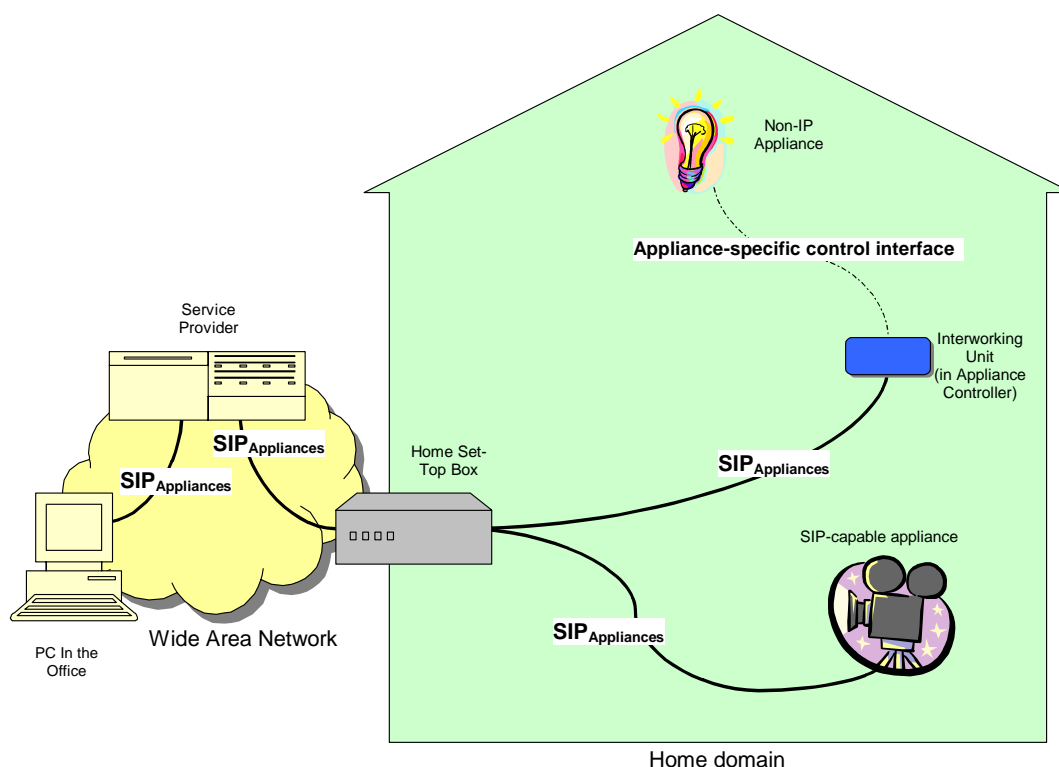 Non-IP
Appliance
Appliance-specific control interface
Service
Provider
Interworking
Unit
(in Appliance
Controller)
SIPAppliances
Home Set-
Top Box
SIPAppliances
SIPAppliances
SIP-capable appliance
SIPAppliances
Wide Area Network
PC In the
Office
Home domain